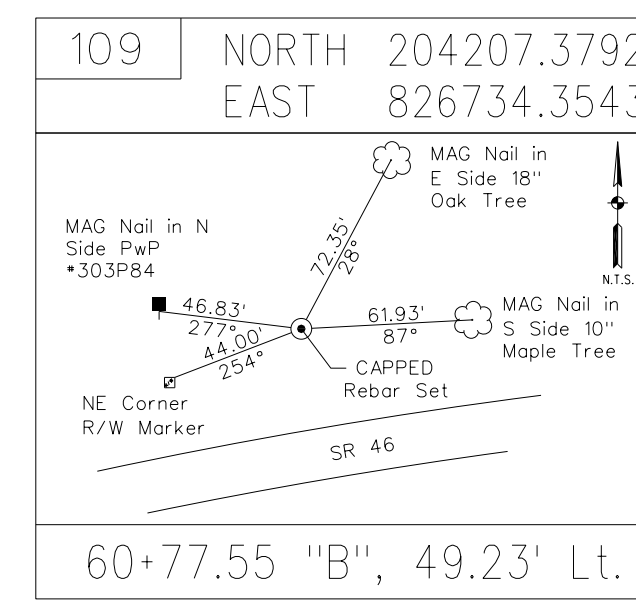 109
NORTH 204207.3792
EAST 826734.3543
MAG Nail in
E Side 18"
Oak Tree
N.T.S.
MAG Nail in N
Side PwP
*303P84
72.35'
28°
46.83'
277°
44.00'
254°
61.93'
87°
MAG Nail in
S Side 10"
Maple Tree
CAPPED
Rebar Set
NE Corner
R/W Marker
SR 46
60+77.55 "B", 49.23' Lt.